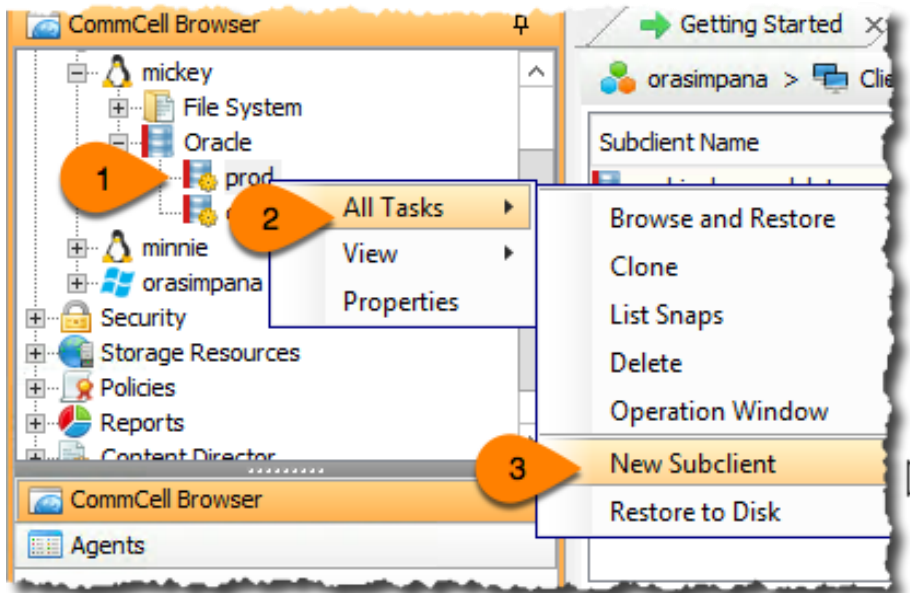 CommCell Browser
mickey
File System
Oracle
1
prod
2
minnie
orasimpana
Security
Storage Resources
Policies
Reports
Content Director
CommCell Browser
Agents
All Tasks
View
Properties
Getting Started
orasimpana >
Subclient Name
Browse and Restore
Clone
List Snaps
Delete
Operation Window
3
New Subclient
Restore to Disk